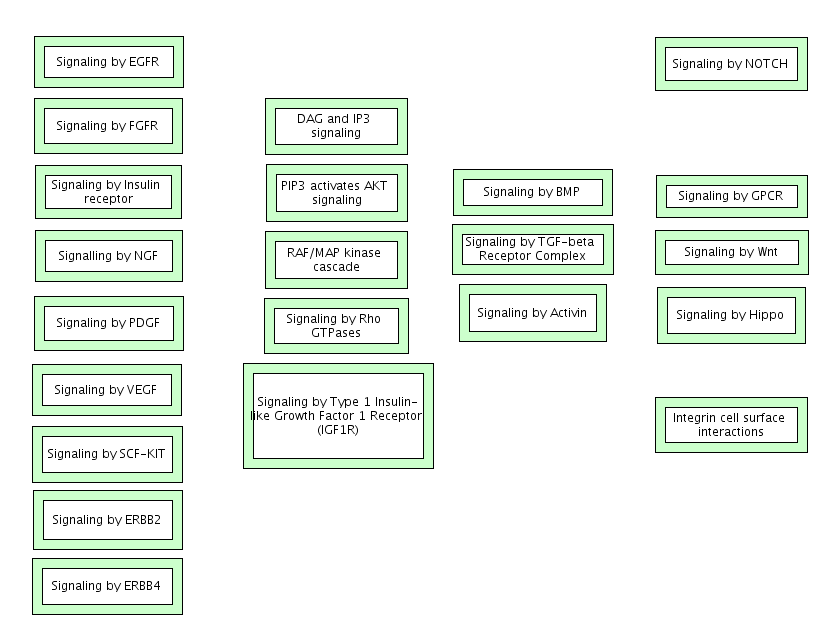 Signaling by EGFR
Signaling by FGFR
Signaling by Insulin
receptor
Signalling by NGF
Signaling by PDGF
Signaling by VEGF
Signaling by SCF-KIT
Signaling by ERBB2
Signaling by ERBB4
DAG and IP3
signaling
PIP3 activates AKT
signaling
RAF/MAP kinase
cascade
Signaling by Rho
GTPases
Signaling by Type 1 Insulin-
like Growth Factor 1 Receptor
(IGF1R)
Signaling by BMP
Signaling by TGF-beta
Receptor Complex
Signaling by Activin
Signaling by NOTCH
Signaling by GPCR
Signaling by Wnt
Signaling by Hippo
Integrin cell surface
interactions